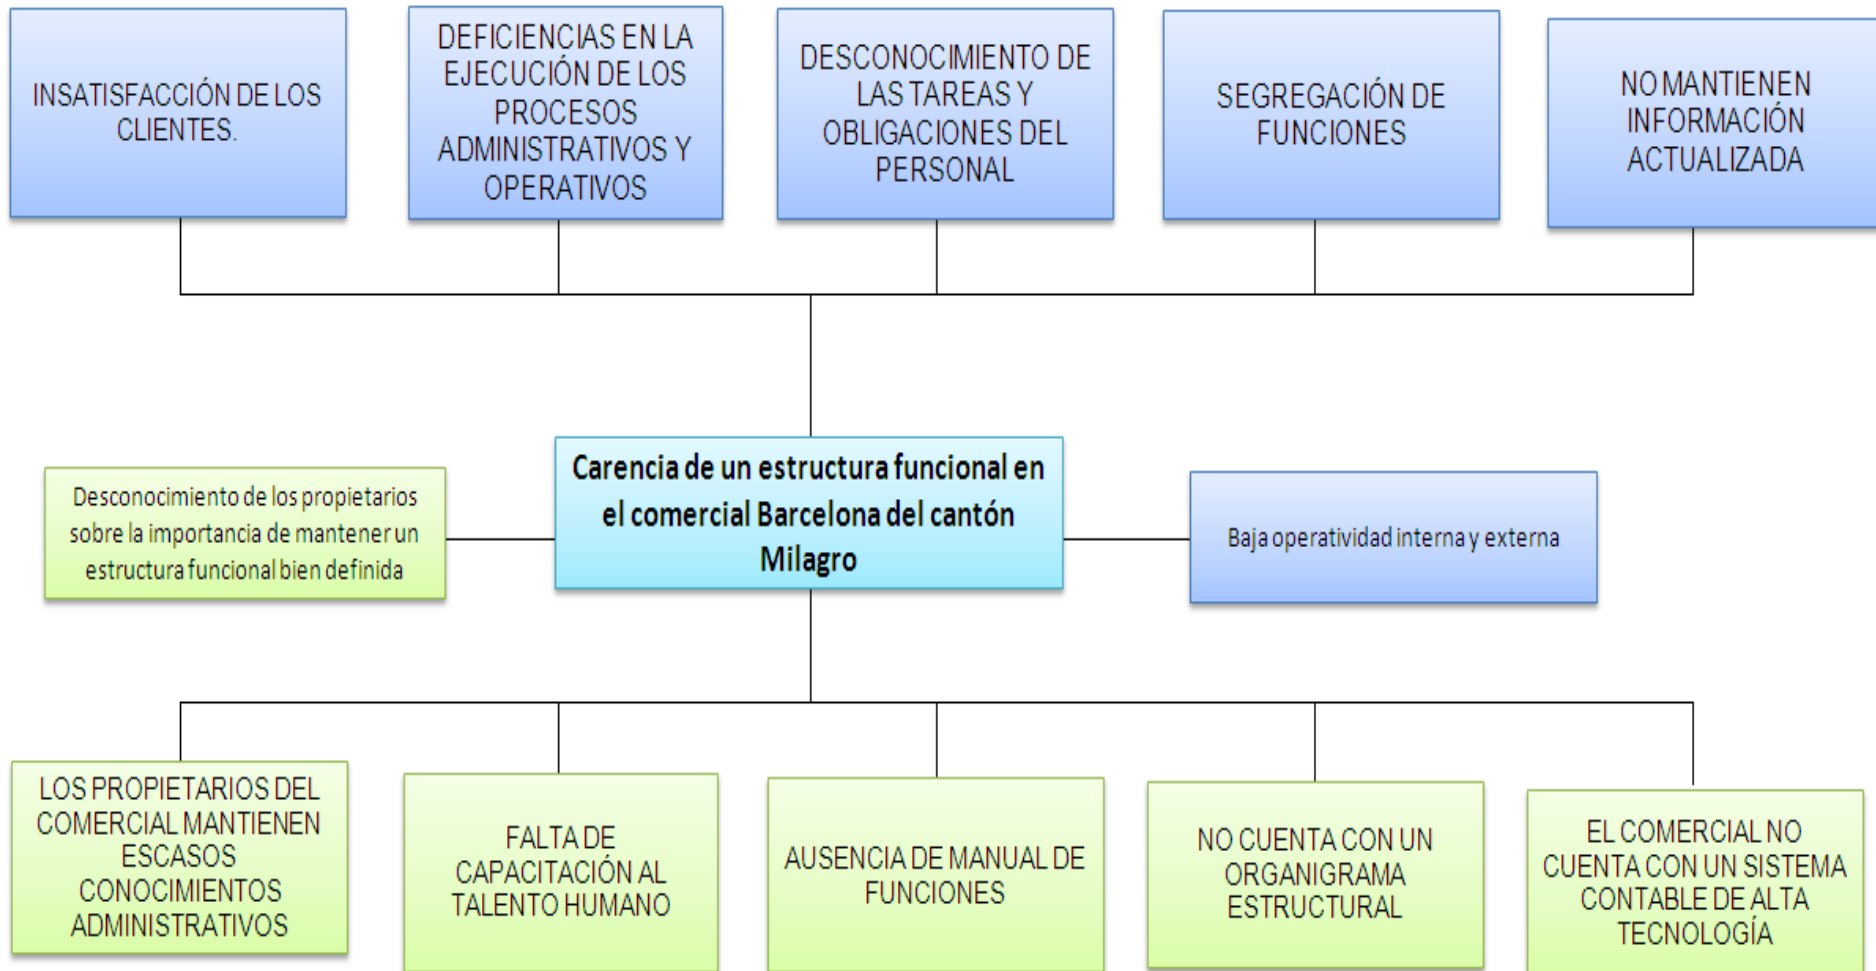 INSATISFACCIÓN DE LOS
CLIENTES.
DEFICIENCIAS EN LA
EJECUCIÓN DE LOS
PROCESOS
ADMINISTRATIVOS Y
OPERATIVOS
DESCONOCIMIENTO DE
LAS TAREAS Y
OBLIGACIONES DEL
PERSONAL
SEGREGACIÓN DE
FUNCIONES
NO MANTIENEN
INFORMACIÓN
ACTUALIZADA
Desconocimiento de los propietarios
sobre la importancia de mantener un
estructura funcional bien definida
Carencia de un estructura funcional en
el comercial Barcelona del cantón
Milagro
Baja operatividad interna y externa
LOS PROPIETARIOS DEL
COMERCIAL MANTIENEN
ESCASOS
CONOCIMIENTOS
ADMINISTRATIVOS
FALTA DE
CAPACITACIÓN AL
TALENTO HUMANO
AUSENCIA DE MANUAL DE
FUNCIONES
NO CUENTA CON UN
ORGANIGRAMA
ESTRUCTURAL
EL COMERCIAL NO
CUENTA CON UN SISTEMA
CONTABLE DE ALTA
TECNOLOGÍA